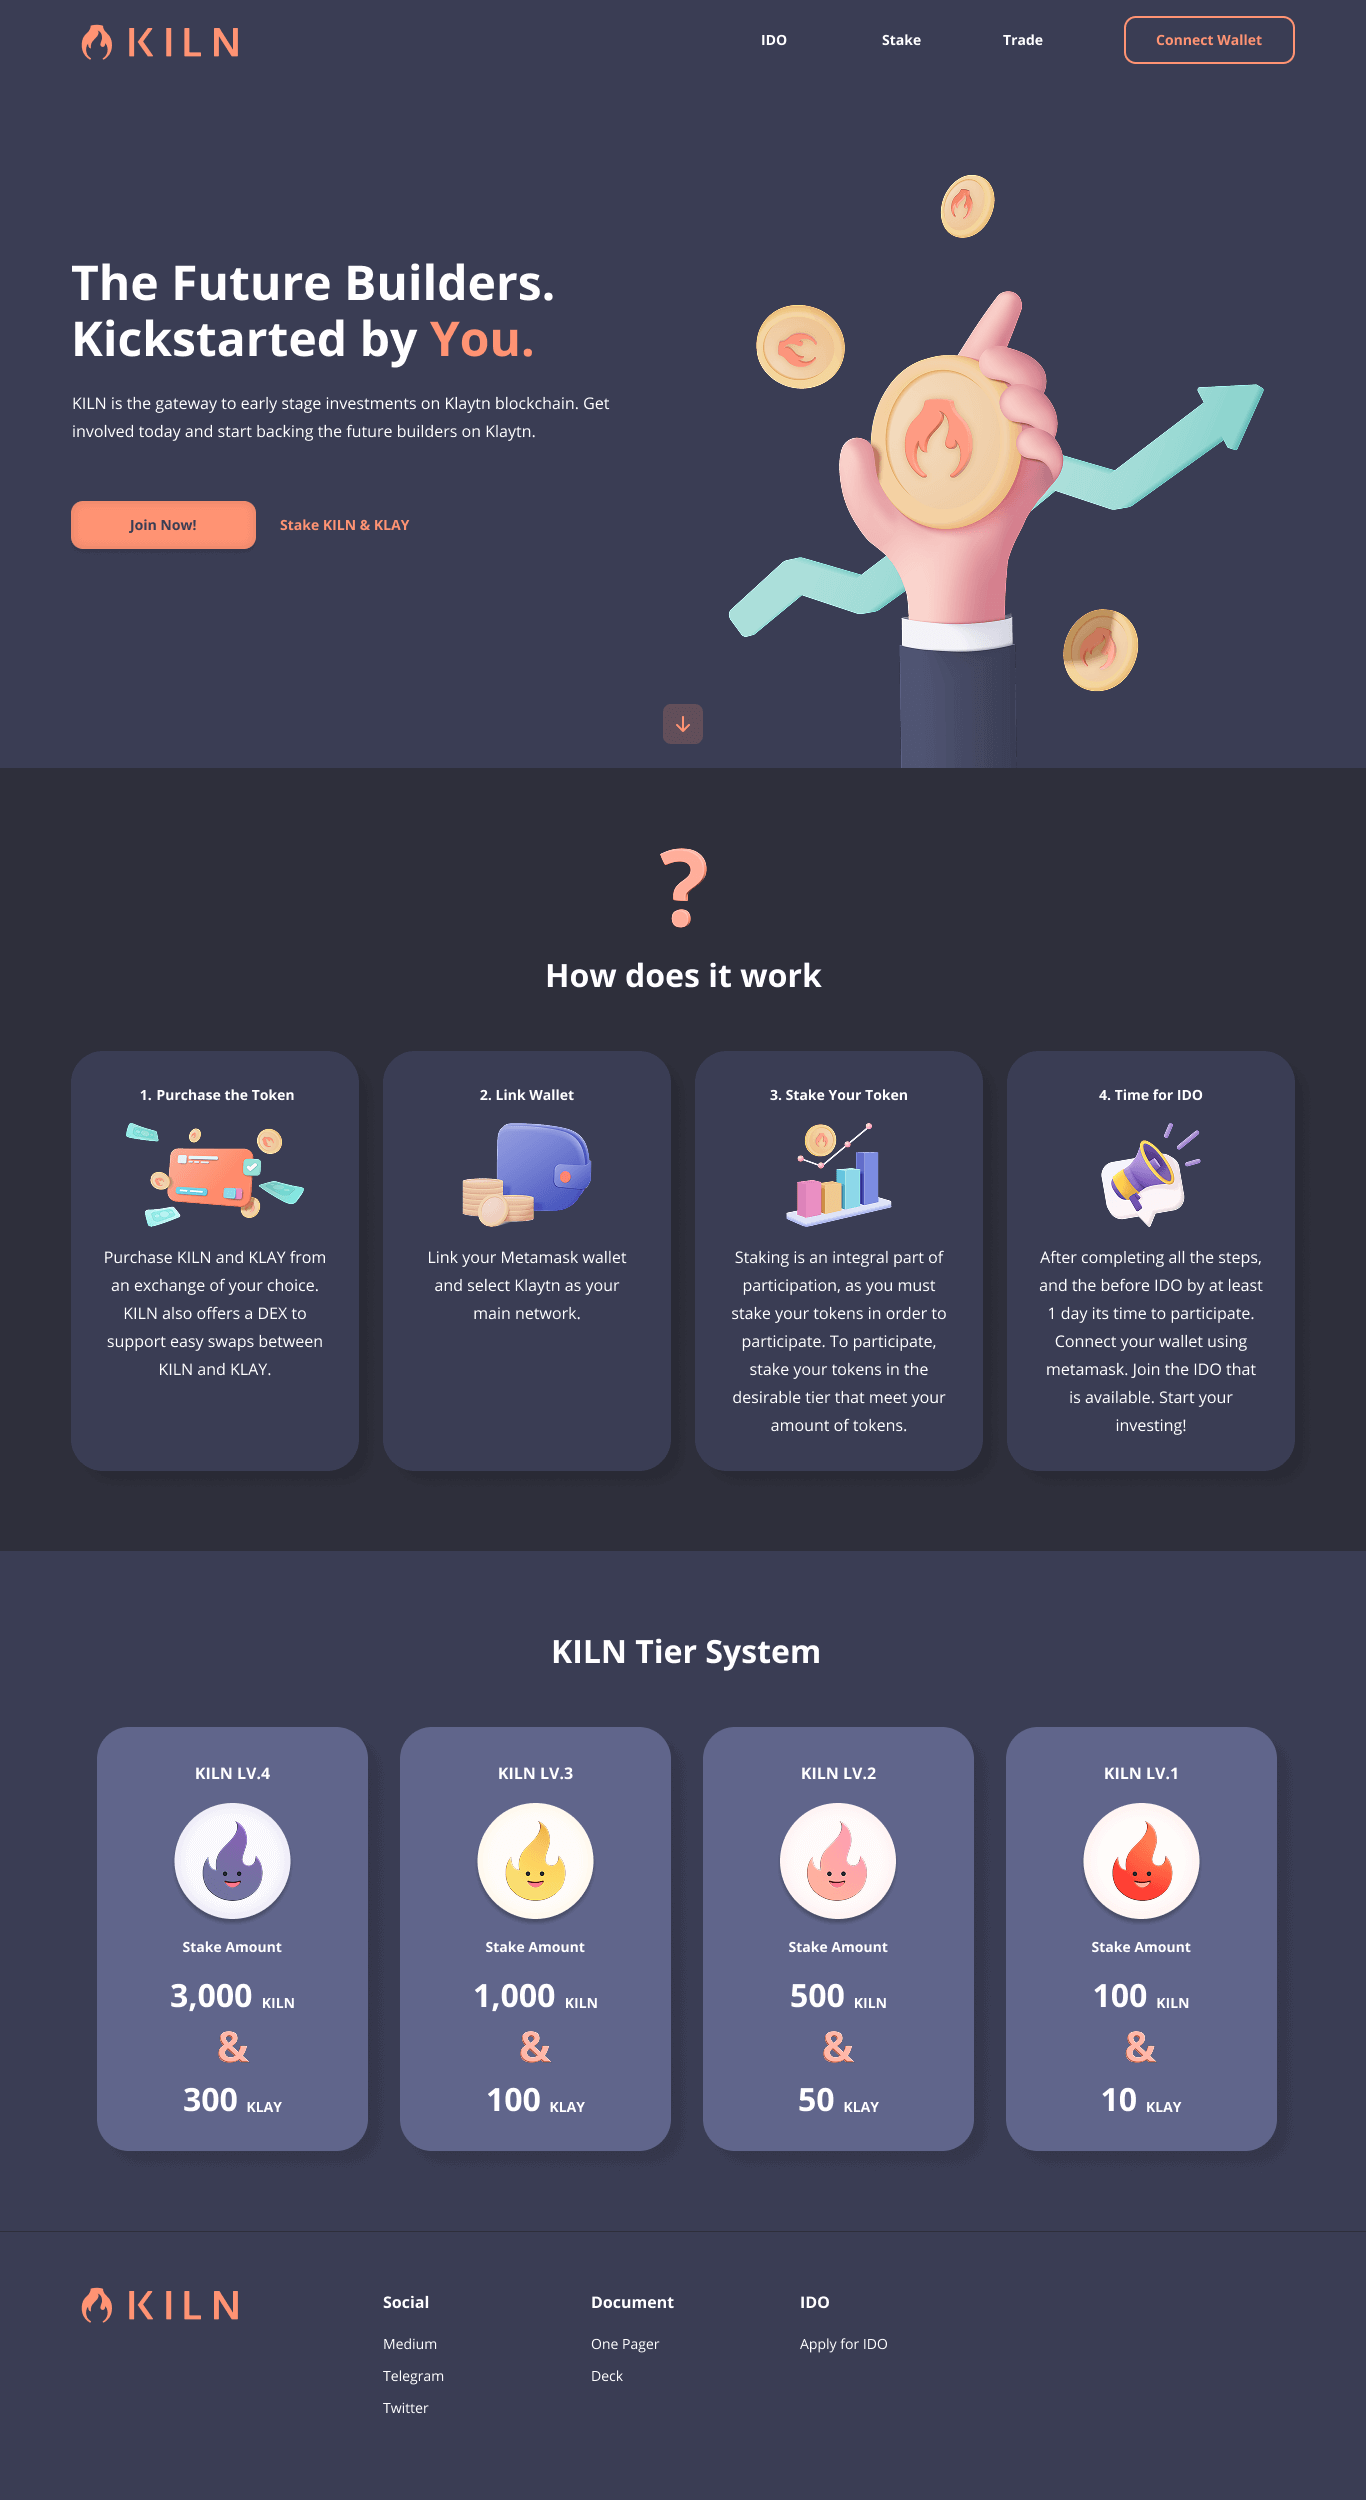 KILN
IDO
Stake
Trade
Connect Wallet
The Future Builders.
Kickstarted by You.
KILN is the gateway to early stage investments on Klaytn blockchain. Get
involved today and start backing the future builders on Klaytn.
Join Now!
Stake KILN & KLAY
?
How does it work
1. Purchase the Token
Purchase KILN and KLAY from
an exchange of your choice.
KILN also offers a DEX to
support easy swaps between
KILN and KLAY.
2. Link Wallet
Link your Metamask wallet
and select Klaytn as your
main network.
3. Stake Your Token
Staking is an integral part of
participation, as you must
stake your tokens in order to
participate. To participate,
stake your tokens in the
desirable tier that meet your
amount of tokens.
4. Time for IDO
After completing all the steps,
and the before IDO by at least
1 day its time to participate.
Connect your wallet using
metamask. Join the IDO that
is available. Start your
investing!
KILN Tier System
KILN LV.4
Stake Amount
3,000 KILN
&
300 KLAY
KILN LV.3
Stake Amount
1,000 KILN
&
100 KLAY
KILN LV.2
Stake Amount
500 KILN
&
50 KLAY
KILN LV.1
Stake Amount
100 KILN
&
10 KLAY
KILN
Social
Medium
Telegram
Twitter
Document
One Pager
Deck
IDO
Apply for IDO